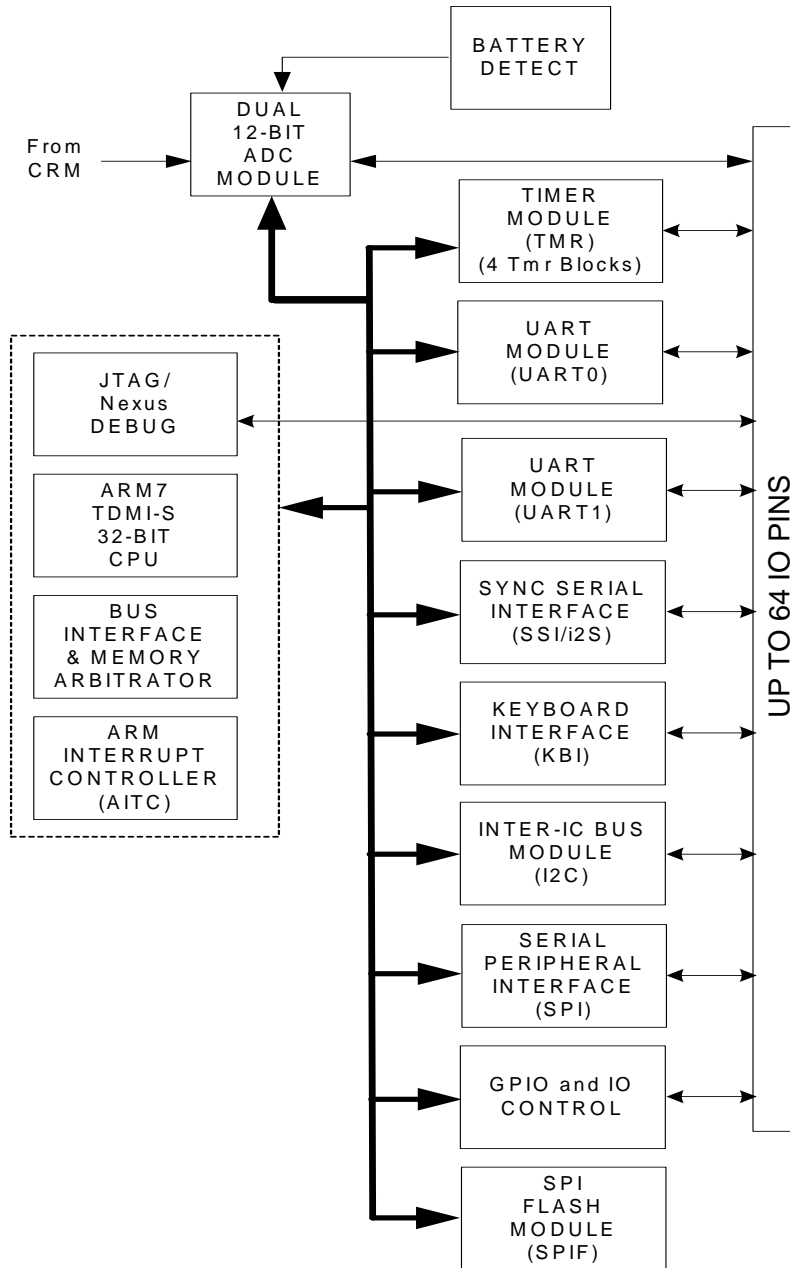 BATTERY
DETECT
DUAL
12-BIT
ADC
MODULE
From
CRM
TIMER
MODULE
(TMR)
(4 Tmr Blocks)
UART
MODULE
(UART0)
JTAG/
Nexus
DEBUG
UART
MODULE
(UART1)
ARM7
TDMI-S
32-BIT
CPU
SYNC SERIAL
INTERFACE
(SSI/i2S)
BUS
INTERFACE
& MEMORY
ARBITRATOR
KEYBOARD
INTERFACE
(KBI)
ARM
INTERRUPT
CONTROLLER
(AITC)
INTER-IC BUS
MODULE
(I2C)
SERIAL
PERIPHERAL
INTERFACE
(SPI)
GPIO and IO
CONTROL
SPI
FLASH
MODULE
(SPIF)
UP TO 64 IO PINS